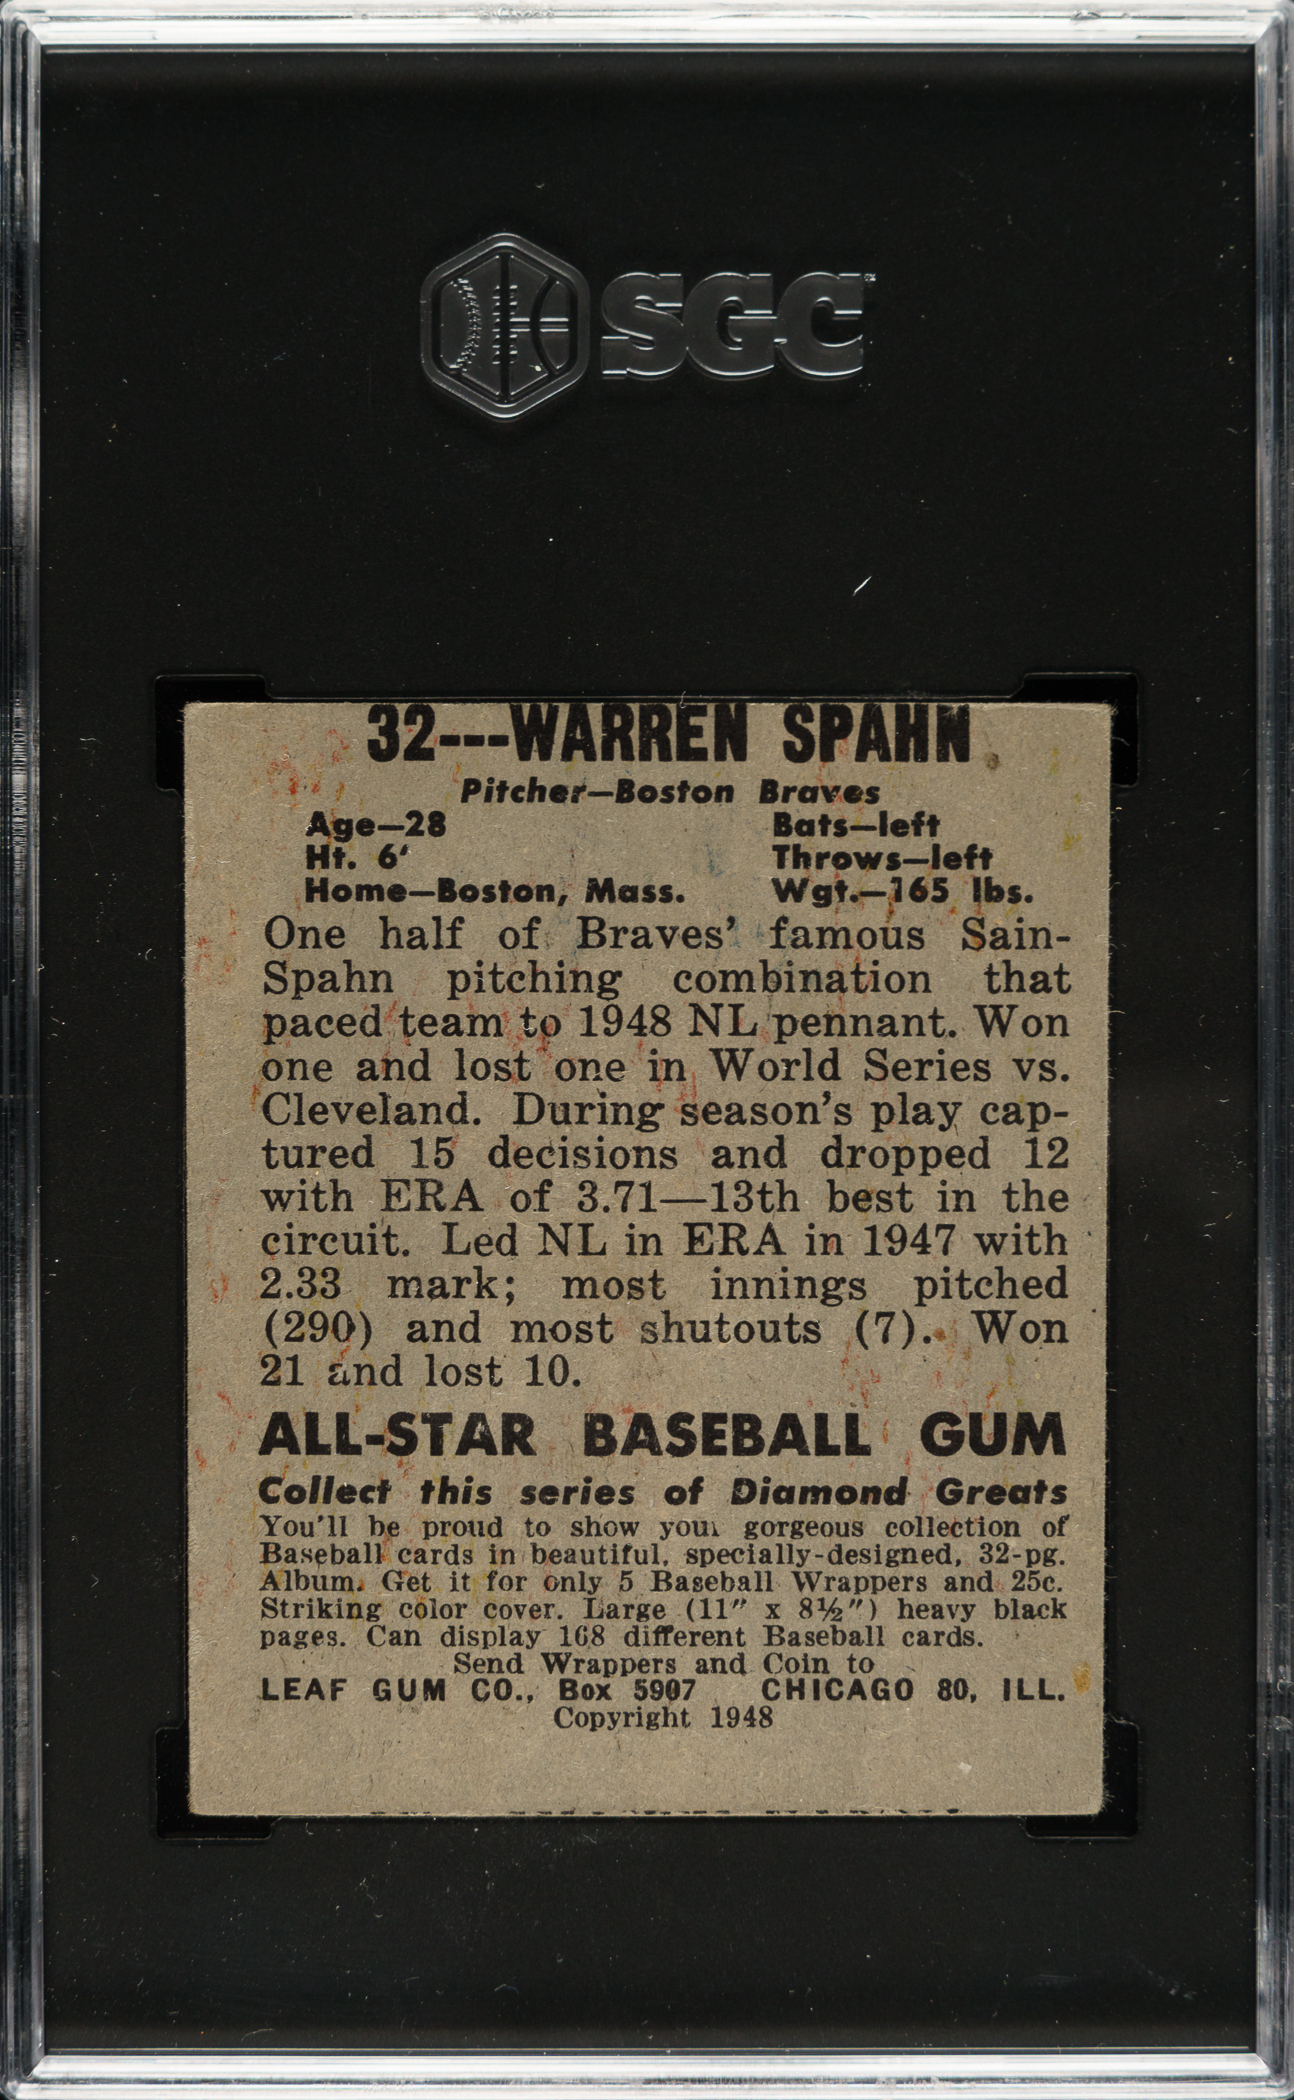 SGC
32---WARREN SPAHN
Pitcher—Boston Braves
Age—28 Bats—left
Ht. 6' Throws—left
Home—Boston, Mass. Wgt.—165 lbs.
One half of Braves' famous Sain-
Spahn pitching combination that
paced team to 1948 NL pennant. Won
one and lost one in World Series vs.
Cleveland. During season's play cap-
tured 15 decisions and dropped 12
with ERA of 3.71—13th best in the
circuit. Led NL in ERA in 1947 with
2.33 mark; most innings pitched
(290) and most shutouts (7). Won
21 and lost 10.
ALL-STAR BASEBALL GUM
Collect this series of Diamond Greats
You'll be proud to show your gorgeous collection of
Baseball cards in beautiful, specially-designed, 32-pg.
Album. Get it for only 5 Baseball Wrappers and 25c.
Striking color cover. Large (11" x 8½") heavy black
pages. Can display 168 different Baseball cards.
Send Wrappers and Coin to
LEAF GUM CO., Box 5907 CHICAGO 80, ILL.
Copyright 1948